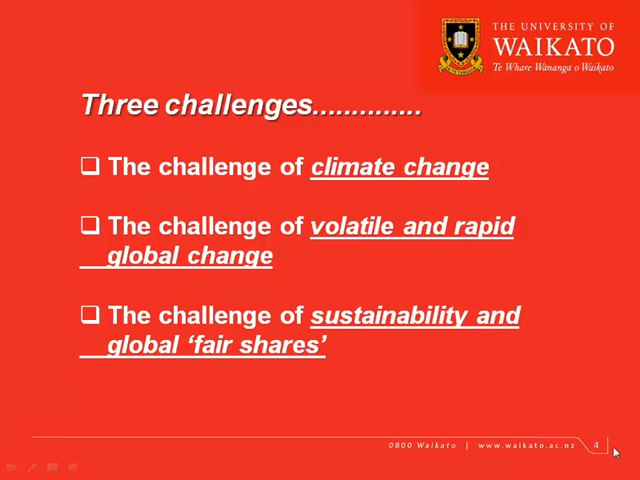 THE UNIVERSITY OF
WAIKATO
Te Whare Wānanga o Waikato
Three challenges..............
The challenge of climate change
The challenge of volatile and rapid
global change
The challenge of sustainability and
global ‘fair shares’
0800 Waikato | www.waikato.ac.nz 4